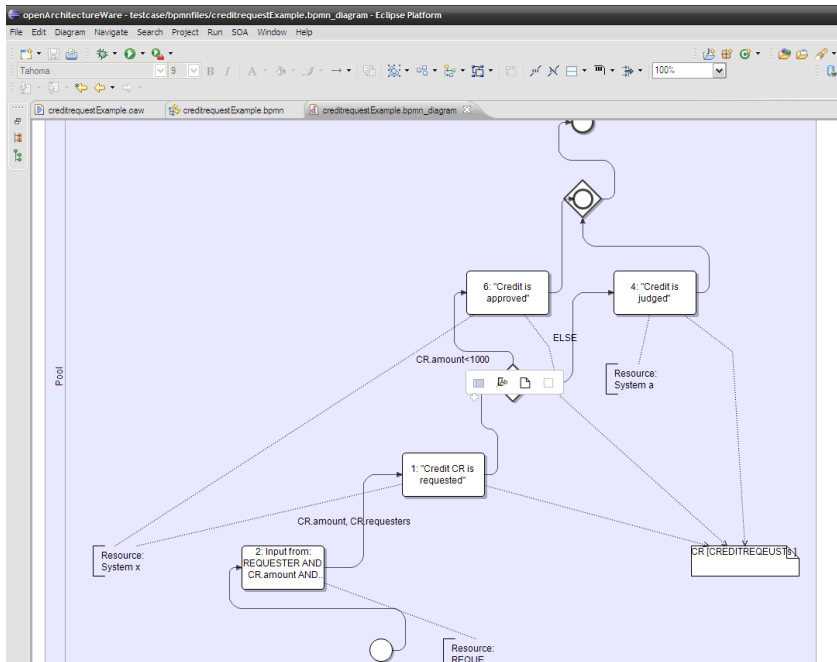 openArchitectureWare - testcase/bpmnfiles/creditrequestExample.bpmn_diagram - Eclipse Platform
File Edit Diagram Navigate Search Project Run SOA Window Help
Tahoma 9 B I A 100%
creditrequestExample.oaw creditrequestExample.bpmn creditrequestExample.bpmn_diagram
6: "Credit is
approved"
4: "Credit is
judged"
ELSE
CR.amount<1000
Resource:
System a
Pool
1: "Credit CR is
requested"
CR.amount, CR.requesters
Resource:
System x
2: Input from:
REQUESTER AND
CR.amount AND..
CR [CREDITREQEUSTs ]
Resource:
REQUE